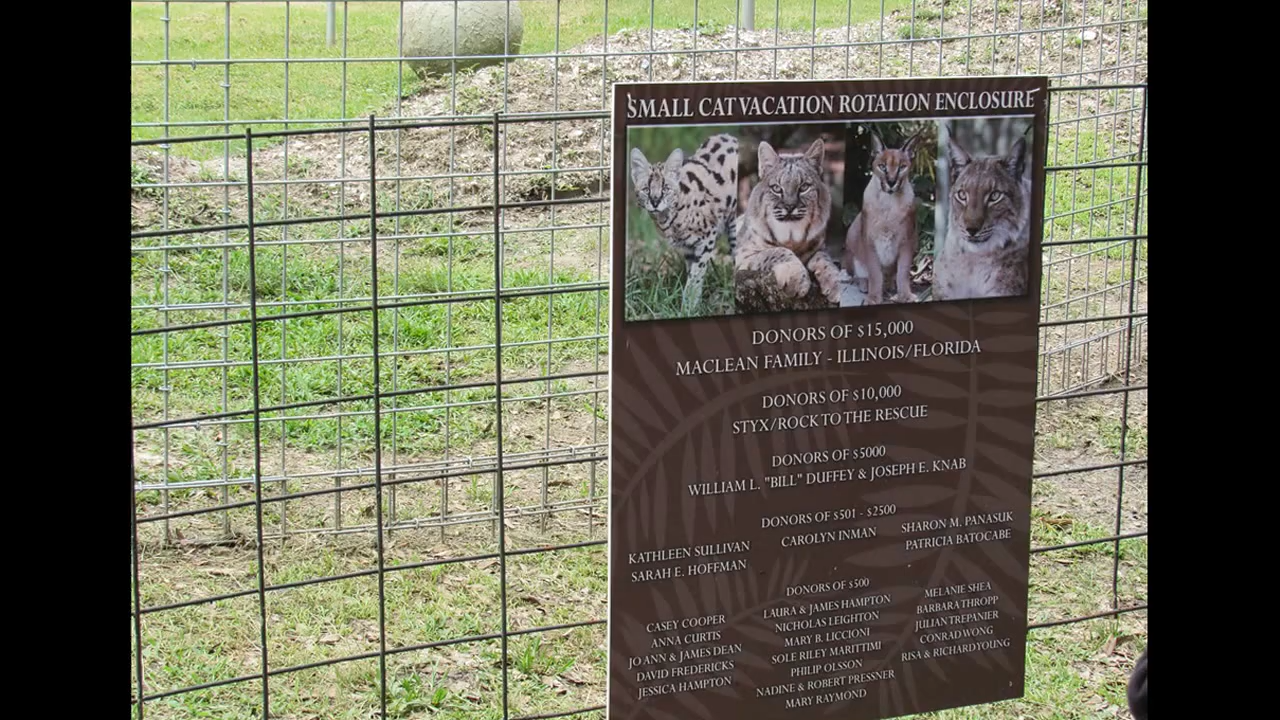 SMALL CAT VACATION ROTATION ENCLOSURE
DONORS OF $15,000
MACLEAN FAMILY - ILLINOIS/FLORIDA
DONORS OF $10,000
STYX/ROCK TO THE RESCUE
DONORS OF $5000
WILLIAM L. "BILL" DUFFEY & JOSEPH E. KNAB
DONORS OF $501 - $2500
KATHLEEN SULLIVAN
SARAH E. HOFFMAN
CAROLYN INMAN
SHARON M. PANASUK
PATRICIA BATOCABE
DONORS OF $500
CASEY COOPER
ANNA CURTIS
JO ANN & JAMES DEAN
DAVID FREDERICKS
JESSICA HAMPTON
LAURA & JAMES HAMPTON
NICHOLAS LEIGHTON
MARY B. LICCIONI
SOLE RILEY MARITTIMI
PHILIP OLSSON
NADINE & ROBERT PRESSNER
MARY RAYMOND
MELANIE SHEA
BARBARA THROPP
JULIAN TREPANIER
CONRAD WONG
RISA & RICHARD YOUNG